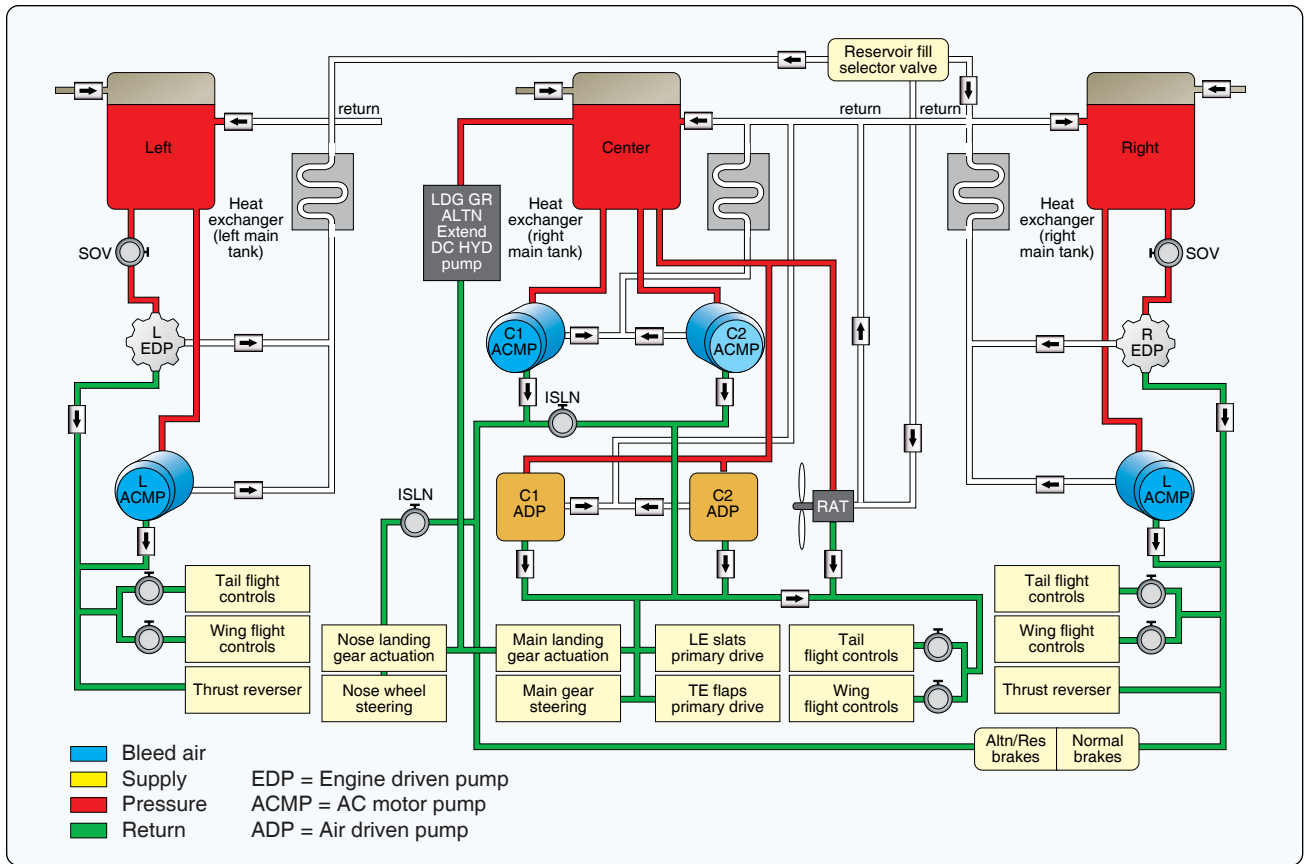 Reservoir fill
selector valve
return
return
return
Left
Center
Right
LDG GR
ALTN
Extend
DC HYD
pump
Heat
exchanger
(left main
tank)
Heat
exchanger
(right
main tank)
Heat
exchanger
(right
main tank)
SOV
SOV
L
EDP
C1
ACMP
C2
ACMP
R
EDP
ISLN
L
ACMP
ISLN
C1
ADP
C2
ADP
RAT
L
ACMP
Tail flight
controls
Wing flight
controls
Thrust reverser
Nose landing
gear actuation
Nose wheel
steering
Main landing
gear actuation
Main gear
steering
LE slats
primary drive
TE flaps
primary drive
Tail
flight controls
Wing
flight controls
Tail flight
controls
Wing flight
controls
Thrust reverser
Altn/Res
brakes
Normal
brakes
Bleed air
Supply
Pressure
Return
EDP = Engine driven pump
ACMP = AC motor pump
ADP = Air driven pump